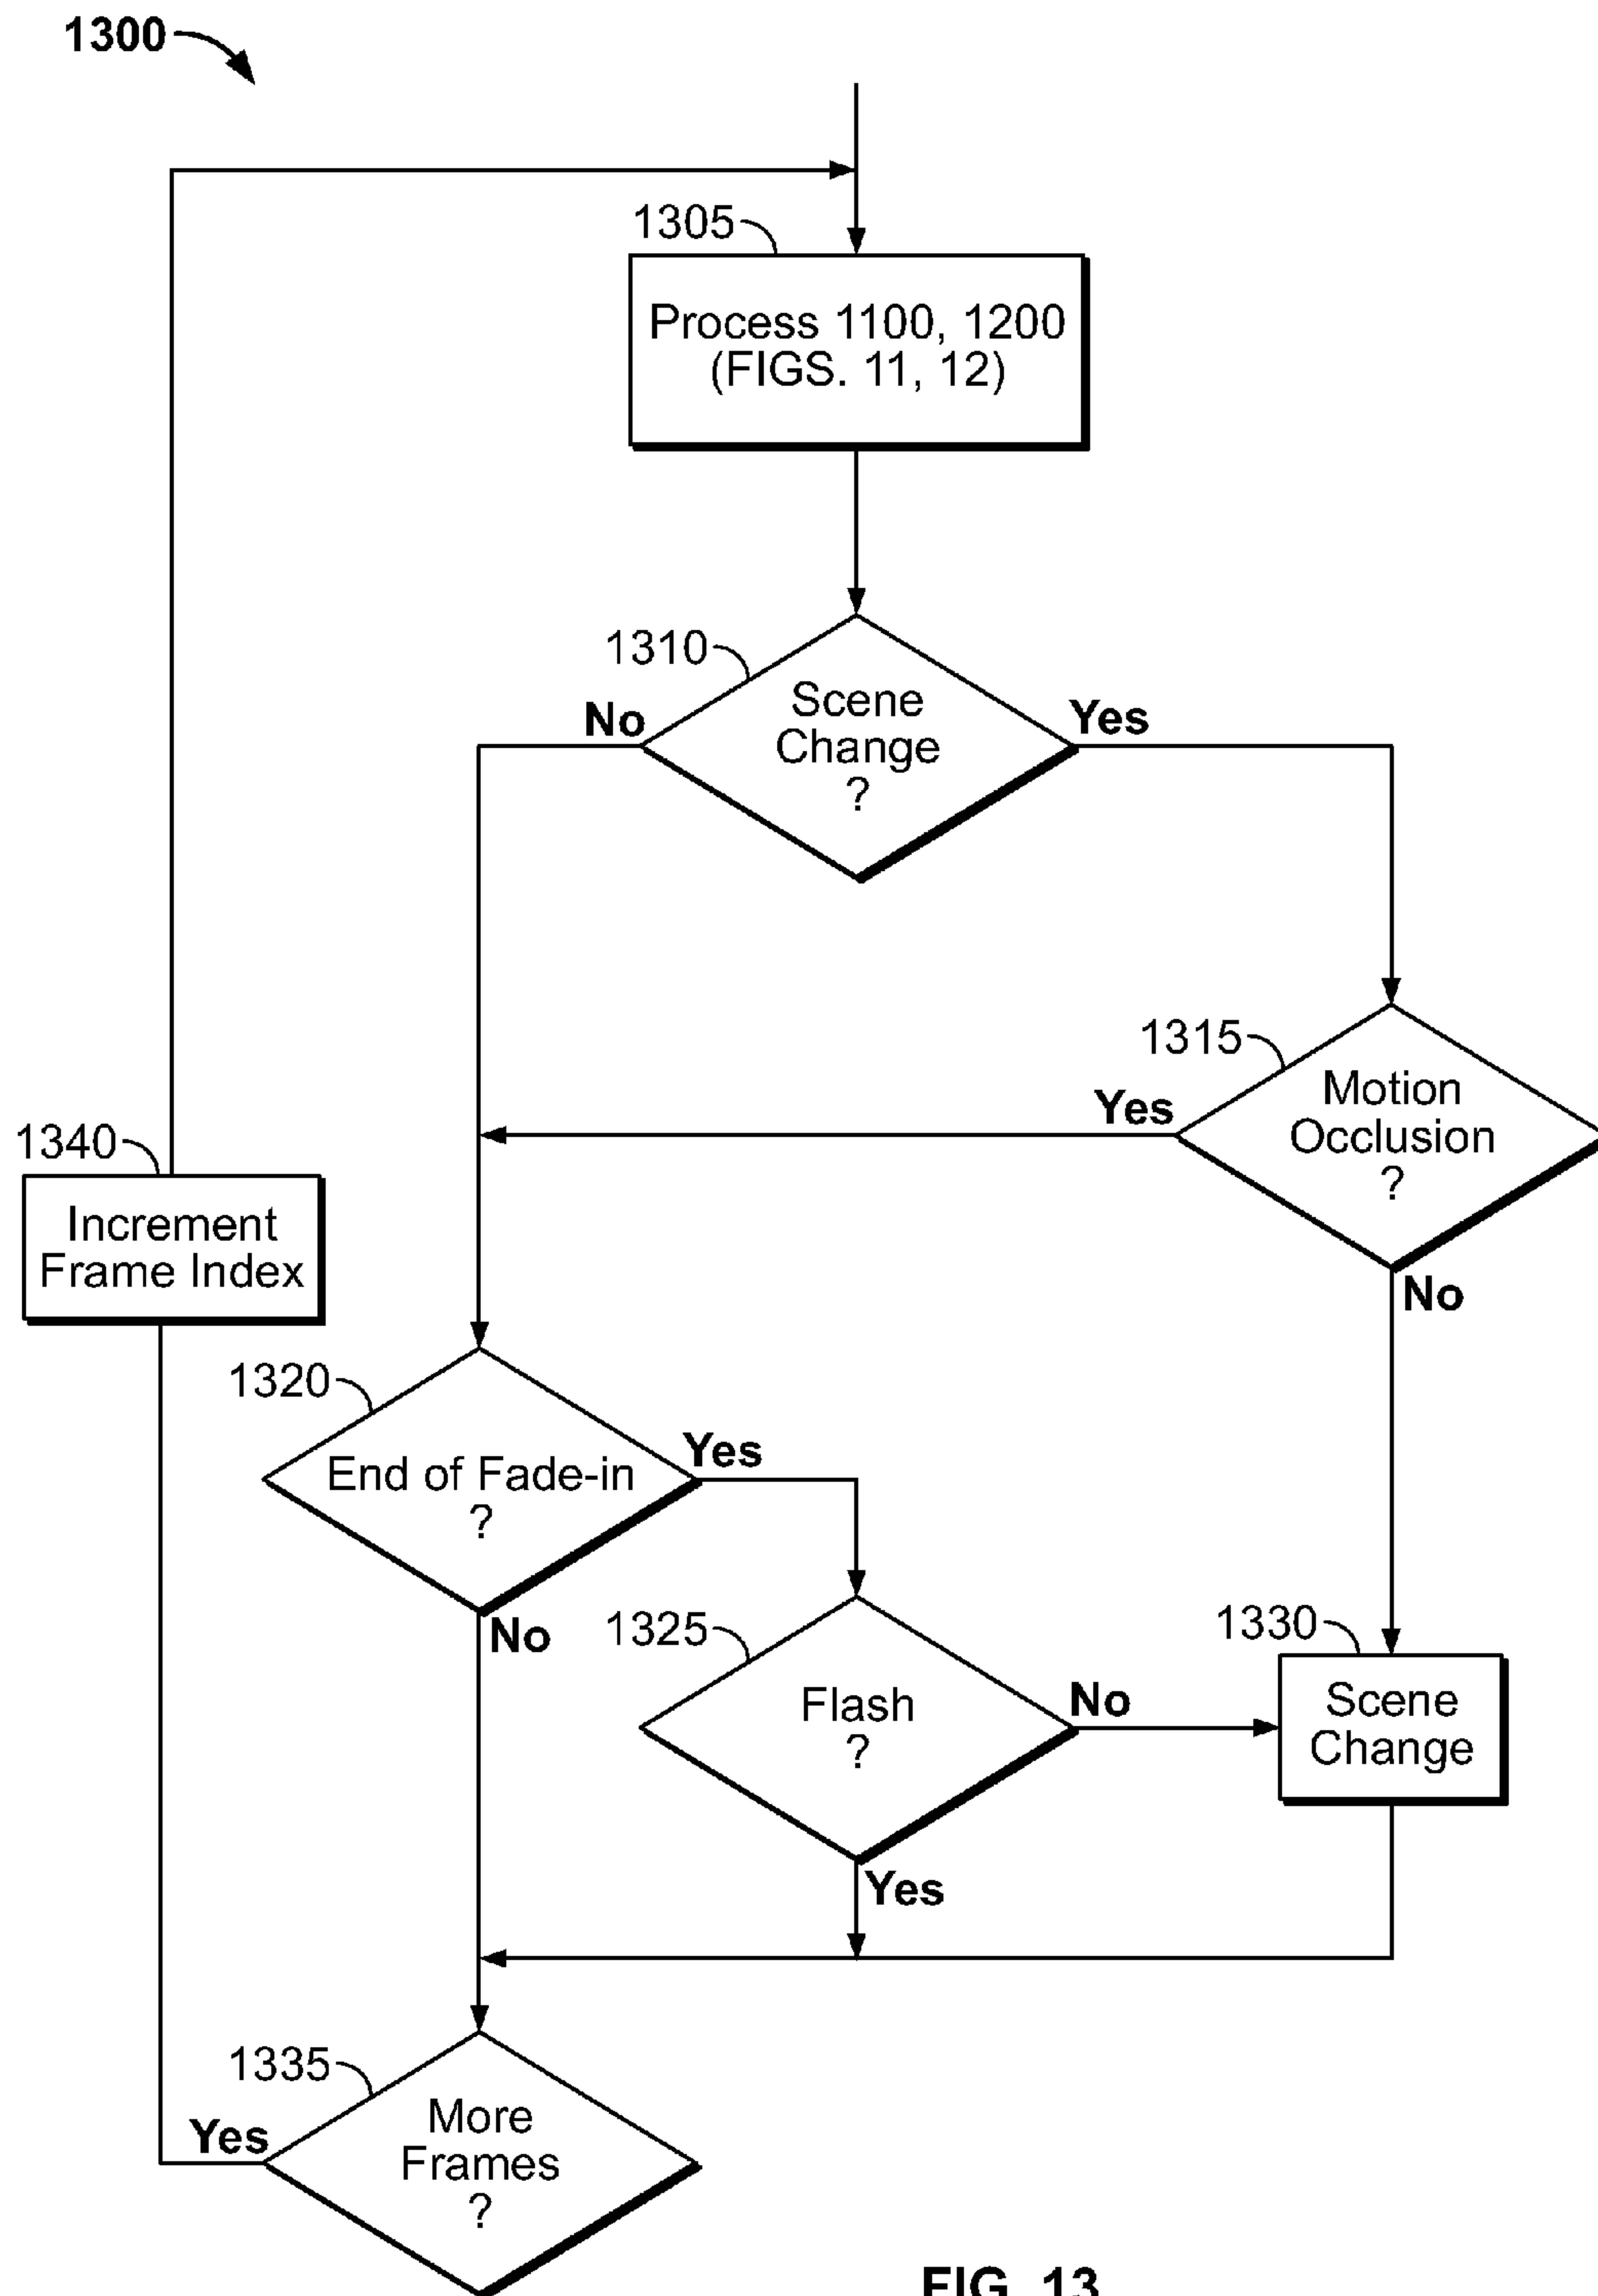 1300
1305
Process 1100, 1200
(FIGS. 11, 12)
1310
Scene
Change
?
No
Yes
1315
Motion
Occlusion
?
Yes
No
1340
Increment
Frame Index
1320
End of Fade-in
?
Yes
No
1325
Flash
?
No
Yes
1330
Scene
Change
1335
More
Frames
?
Yes
FIG. 13